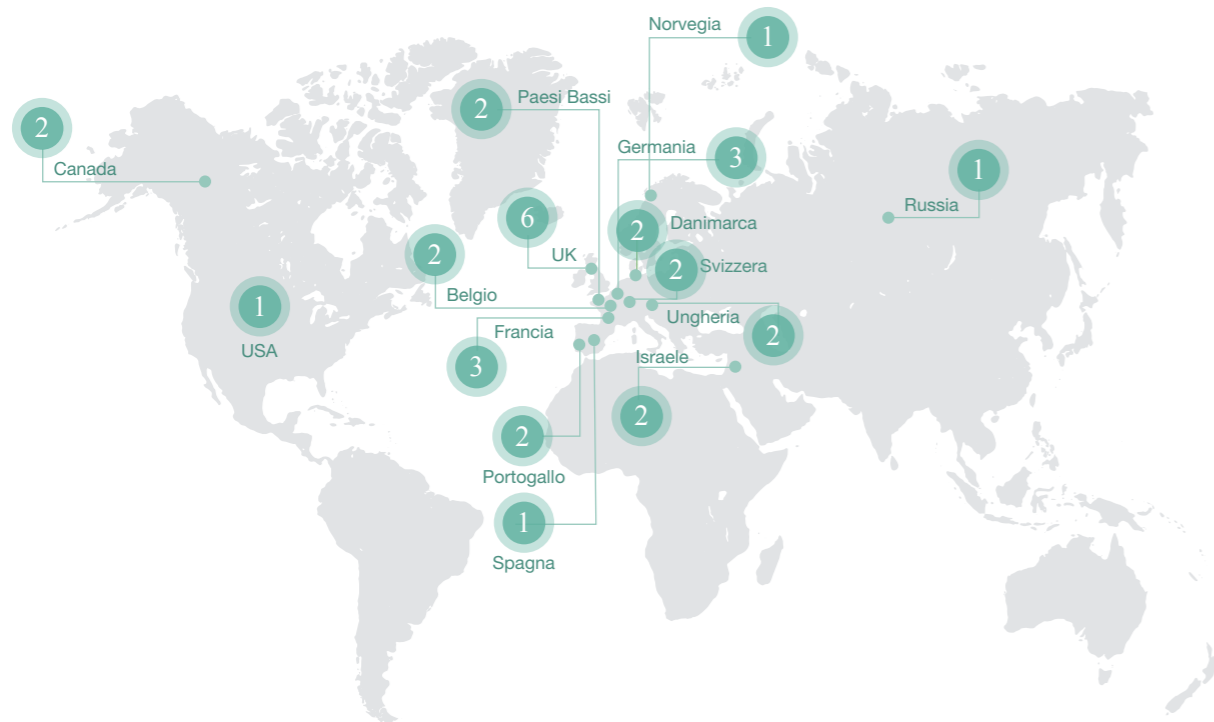 Norvegia
1
2
Paesi Bassi
2
Canada
Germania
3
1
Russia
6
UK
2
Danimarca
2
Belgio
2
Svizzera
1
USA
Francia
3
Ungheria
2
Israele
2
2
Portogallo
1
Spagna